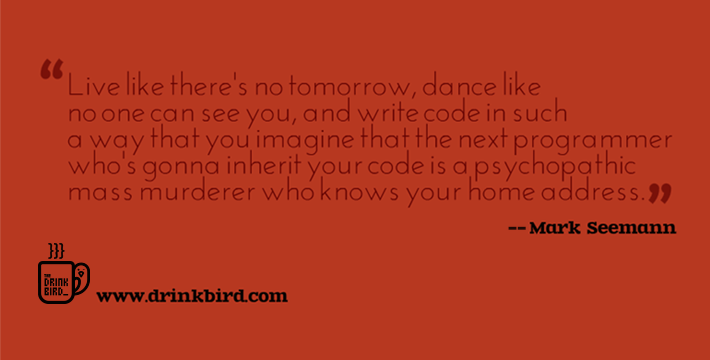 “Live like there's no tomorrow, dance like
no one can see you, and write code in such
a way that you imagine that the next programmer
who's gonna inherit your code is a psychopathic
mass murderer who knows your home address.”
-- Mark Seemann
THE
DRINK
BIRD_
www.drinkbird.com